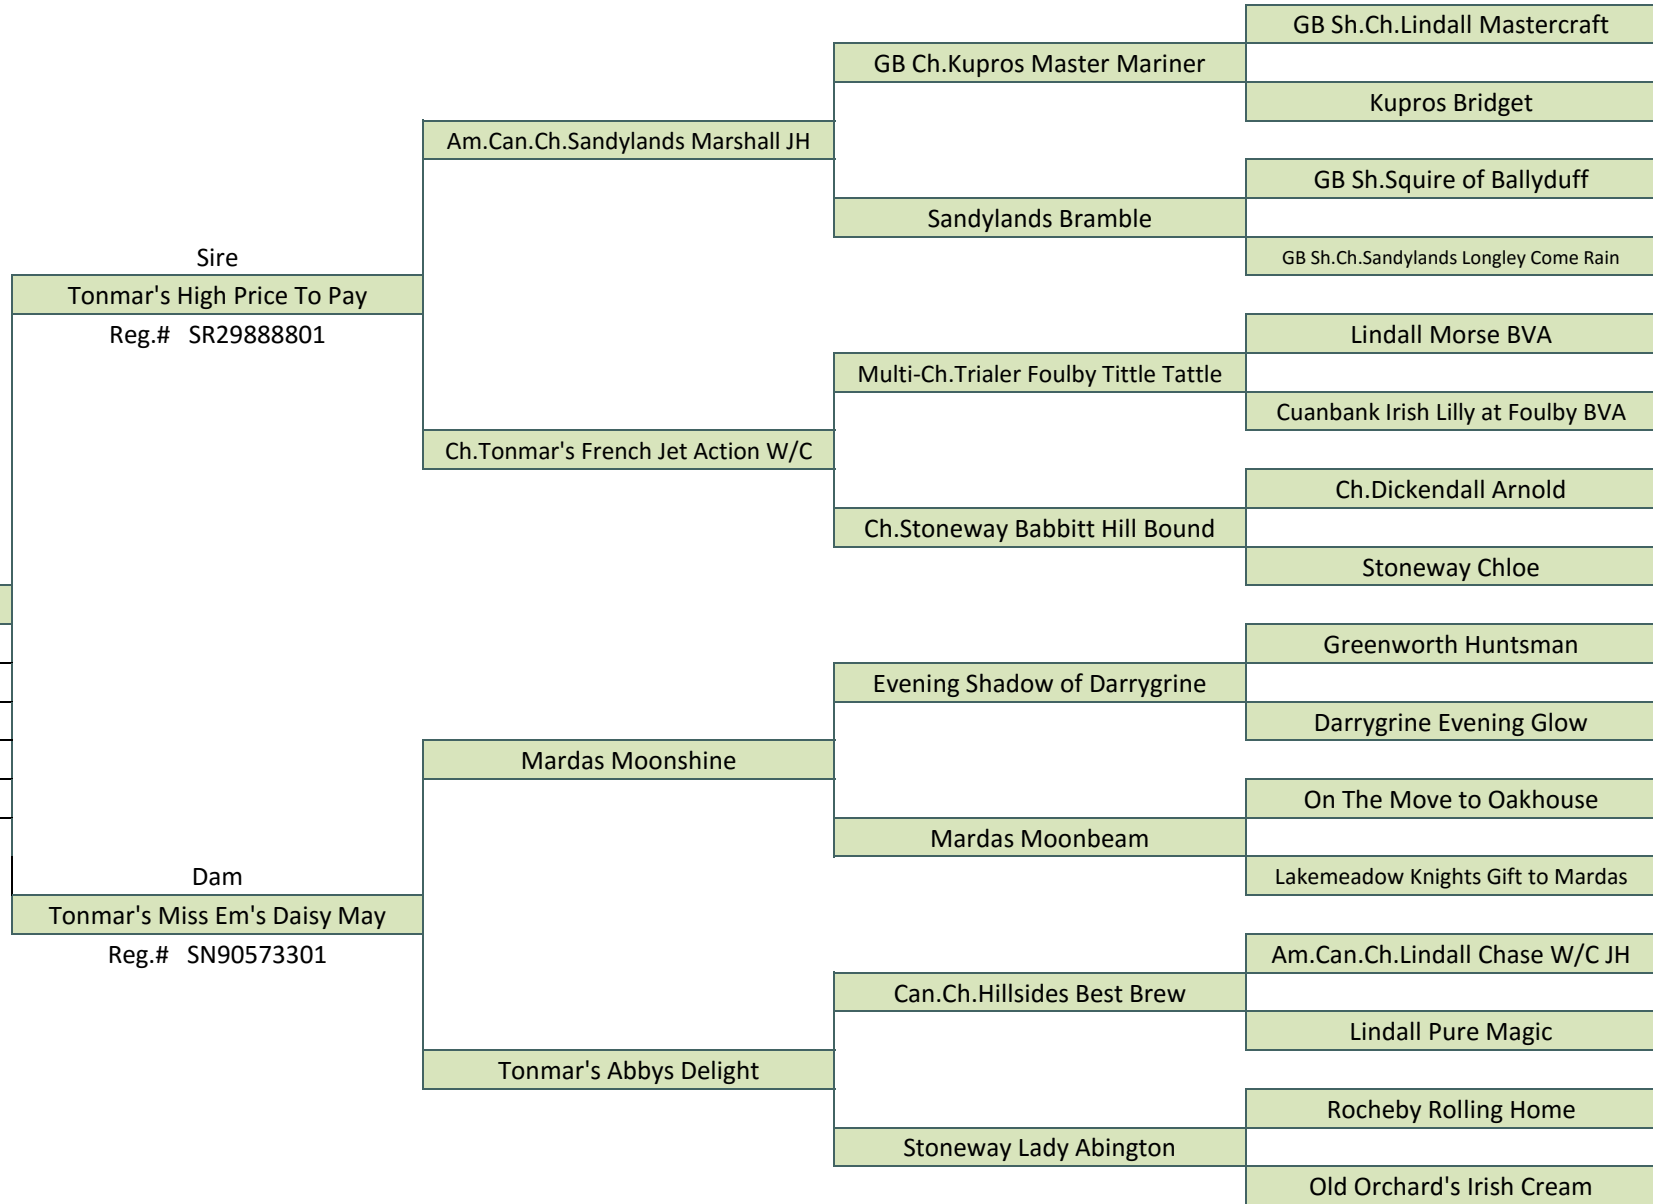 GB Sh.Ch.Lindall Mastercraft
GB Ch.Kupros Master Mariner
Kupros Bridget
Am.Can.Ch.Sandylands Marshall JH
GB Sh.Squire of Ballyduff
Sandylands Bramble
GB Sh.Ch.Sandylands Longley Come Rain
Sire
Tonmar's High Price To Pay
Reg.# SR29888801
Lindall Morse BVA
Multi-Ch.Trialer Foulby Tittle Tattle
Cuanbank Irish Lilly at Foulby BVA
Ch.Tonmar's French Jet Action W/C
Ch.Dickendall Arnold
Ch.Stoneway Babbitt Hill Bound
Stoneway Chloe
Greenworth Huntsman
Evening Shadow of Darrygrine
Darrygrine Evening Glow
Mardas Moonshine
On The Move to Oakhouse
Mardas Moonbeam
Lakemeadow Knights Gift to Mardas
Dam
Tonmar's Miss Em's Daisy May
Reg.# SN90573301
Am.Can.Ch.Lindall Chase W/C JH
Can.Ch.Hillsides Best Brew
Lindall Pure Magic
Tonmar's Abbys Delight
Rocheby Rolling Home
Stoneway Lady Abington
Old Orchard's Irish Cream